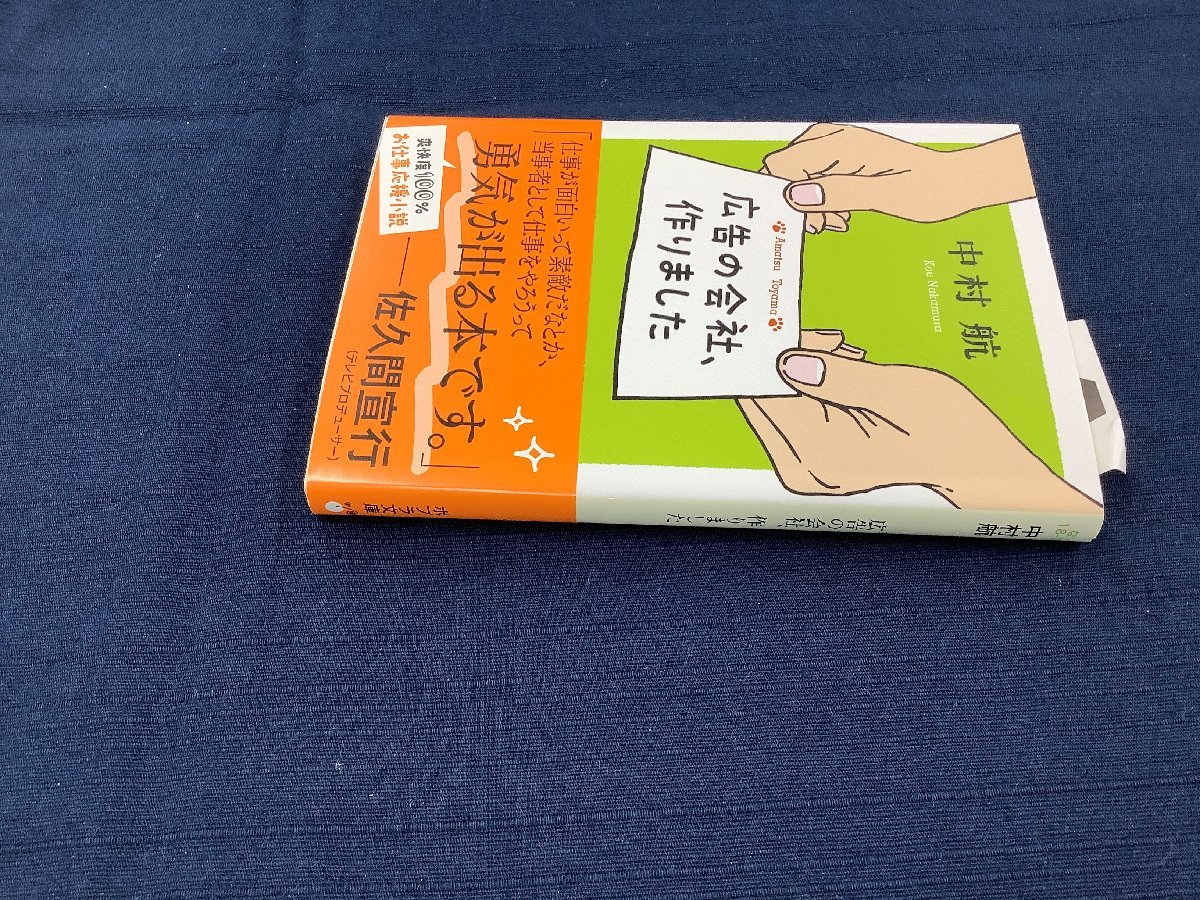 中村 航
Kou Nakamura
Amatsu Toyama
広告の会社、
作りました
「仕事が面白いって素敵だなとか、
当事者として仕事をやろうって
勇気が出る本です。」
――佐久間宣行
(テレビプロデューサー)
爽快度100%
お仕事応援小説
中村航
広告の会社、作りました
ポプラ文庫